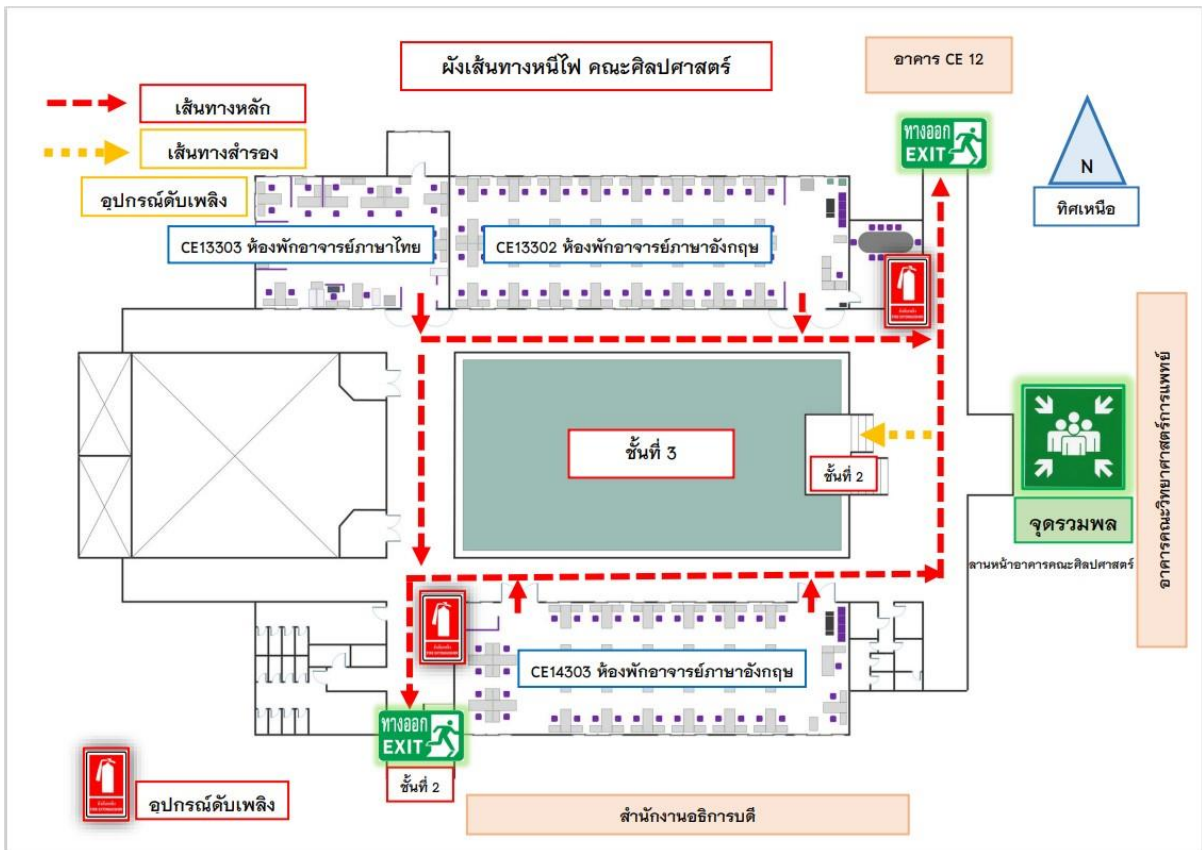 ผังเส้นทางหนีไฟ คณะศิลปศาสตร์
อาคาร CE 12
เส้นทางหลัก
เส้นทางสำรอง
อุปกรณ์ดับเพลิง
ทางออก
EXIT
N
ทิศเหนือ
CE13303 ห้องพักอาจารย์ภาษาไทย
CE13302 ห้องพักอาจารย์ภาษาอังกฤษ
ชั้นที่ 3
ชั้นที่ 2
จุดรวมพล
ลานหน้าอาคารคณะศิลปศาสตร์
อาคารคณะวิทยาศาสตร์การแพทย์
CE14303 ห้องพักอาจารย์ภาษาอังกฤษ
ทางออก
EXIT
ชั้นที่ 2
อุปกรณ์ดับเพลิง
สำนักงานอธิการบดี